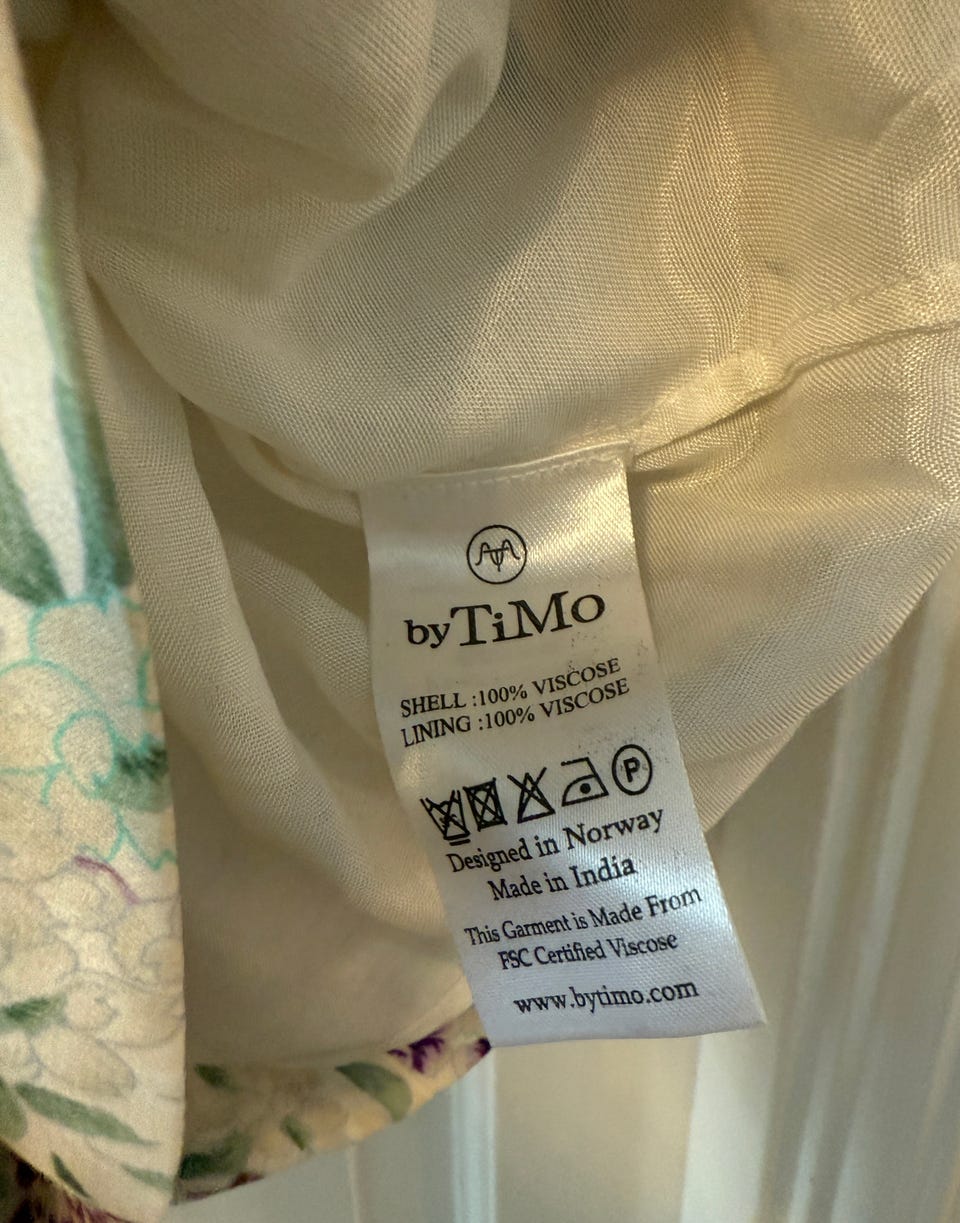 byTiMo
SHELL :100% VISCOSE
LINING :100% VISCOSE
P
Designed in Norway
Made in India
This Garment is Made From
FSC Certified Viscose
www.bytimo.com